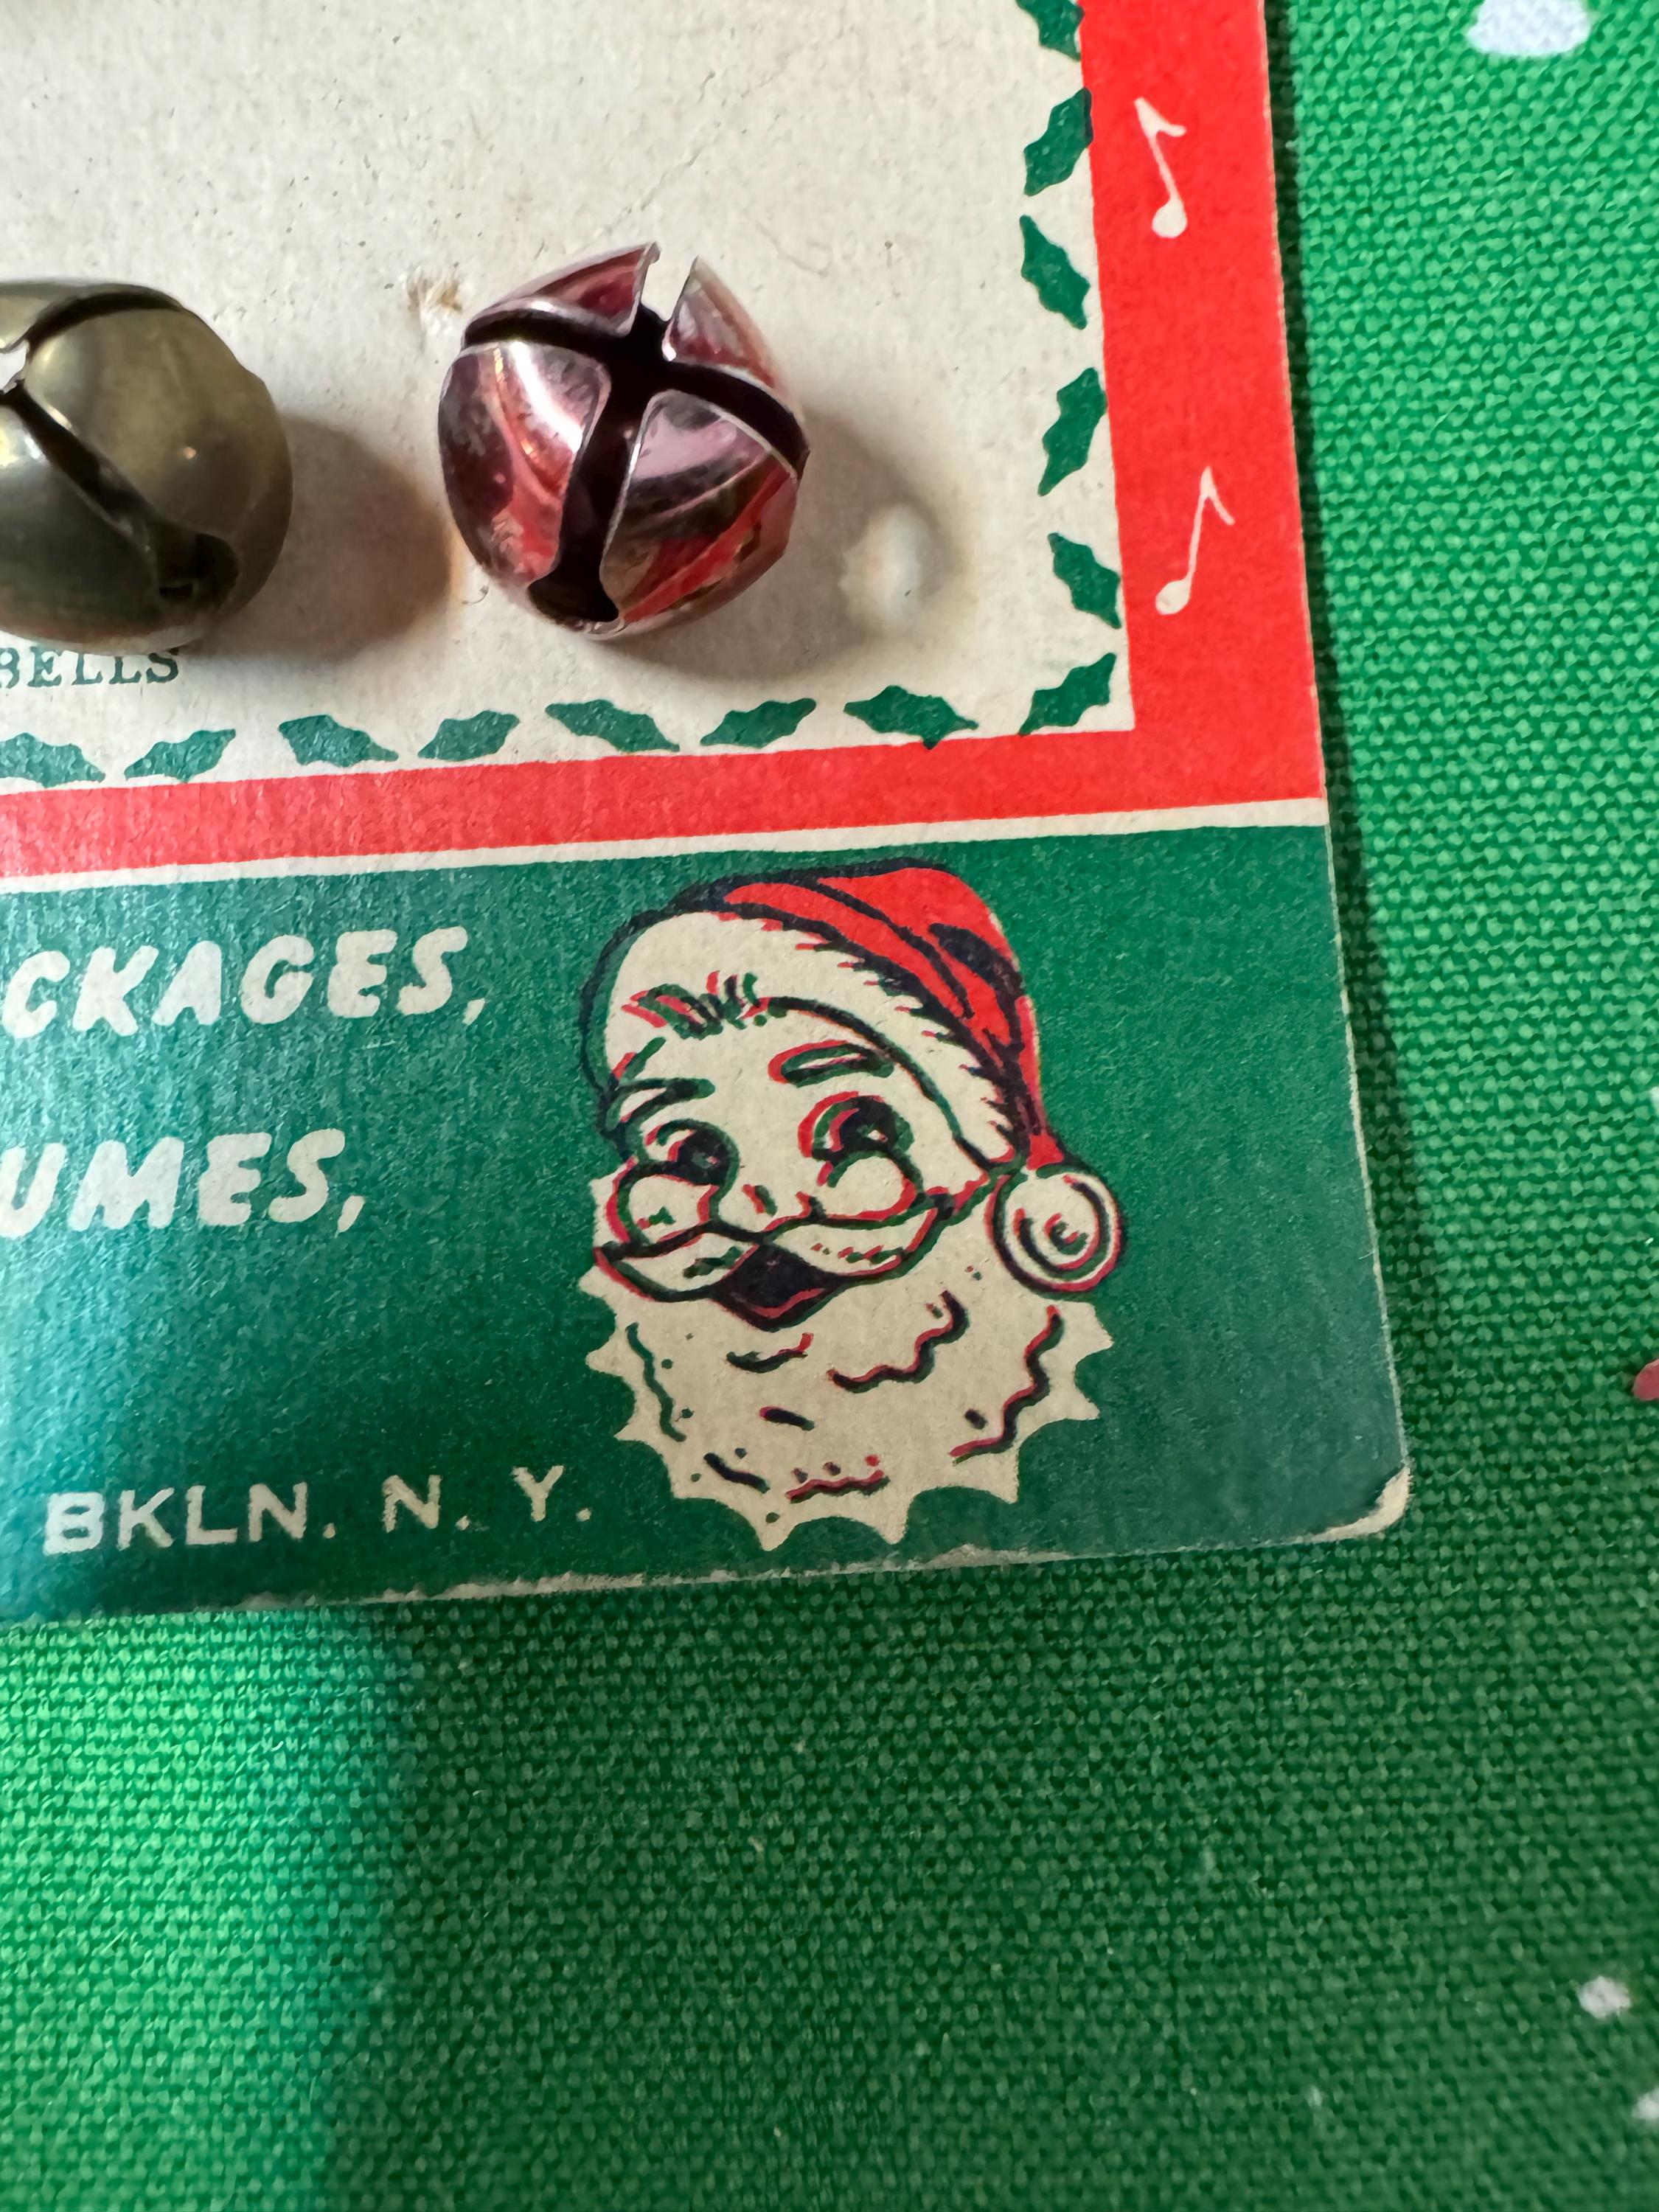 BELLS
CKAGES,
UMES,
BKLN. N. Y.